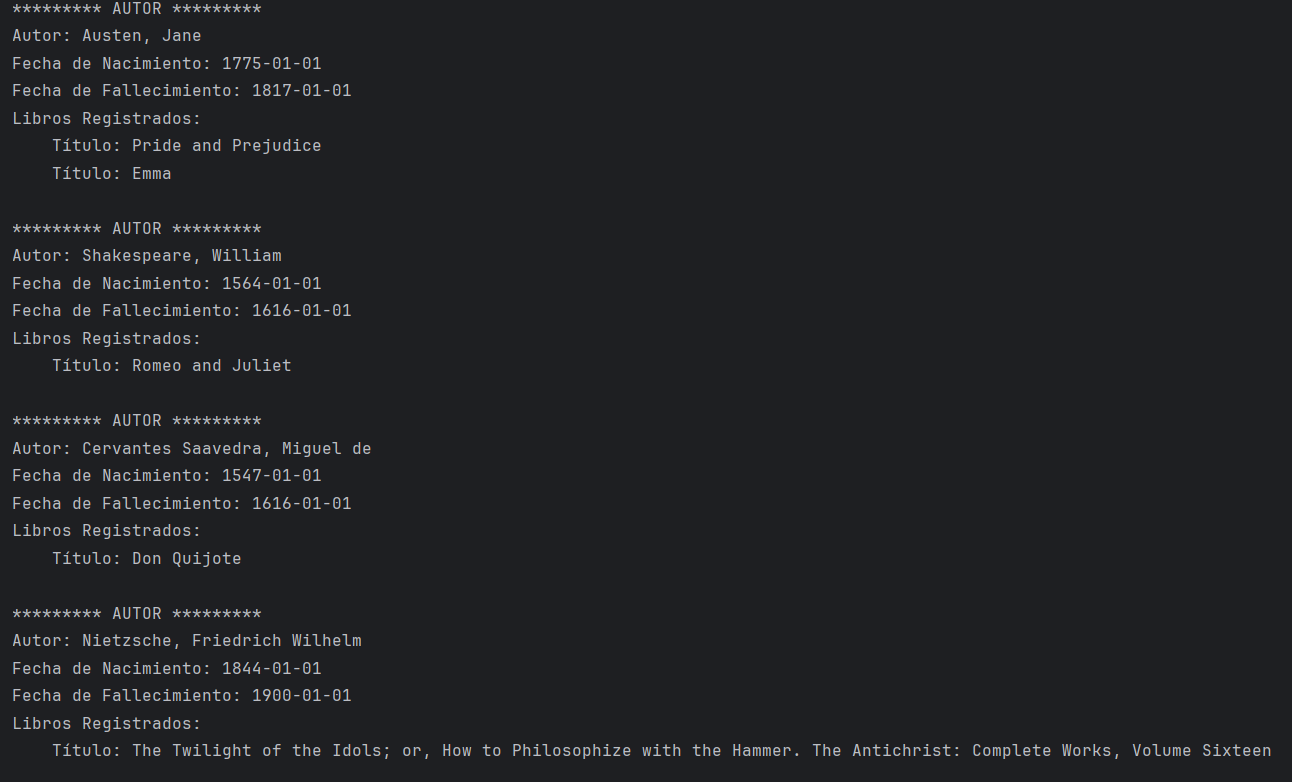 ********* AUTOR *********
Autor: Austen, Jane
Fecha de Nacimiento: 1775-01-01
Fecha de Fallecimiento: 1817-01-01
Libros Registrados:
    Título: Pride and Prejudice
    Título: Emma

********* AUTOR *********
Autor: Shakespeare, William
Fecha de Nacimiento: 1564-01-01
Fecha de Fallecimiento: 1616-01-01
Libros Registrados:
    Título: Romeo and Juliet

********* AUTOR *********
Autor: Cervantes Saavedra, Miguel de
Fecha de Nacimiento: 1547-01-01
Fecha de Fallecimiento: 1616-01-01
Libros Registrados:
    Título: Don Quijote

********* AUTOR *********
Autor: Nietzsche, Friedrich Wilhelm
Fecha de Nacimiento: 1844-01-01
Fecha de Fallecimiento: 1900-01-01
Libros Registrados:
    Título: The Twilight of the Idols; or, How to Philosophize with the Hammer. The Antichrist: Complete Works, Volume Sixteen